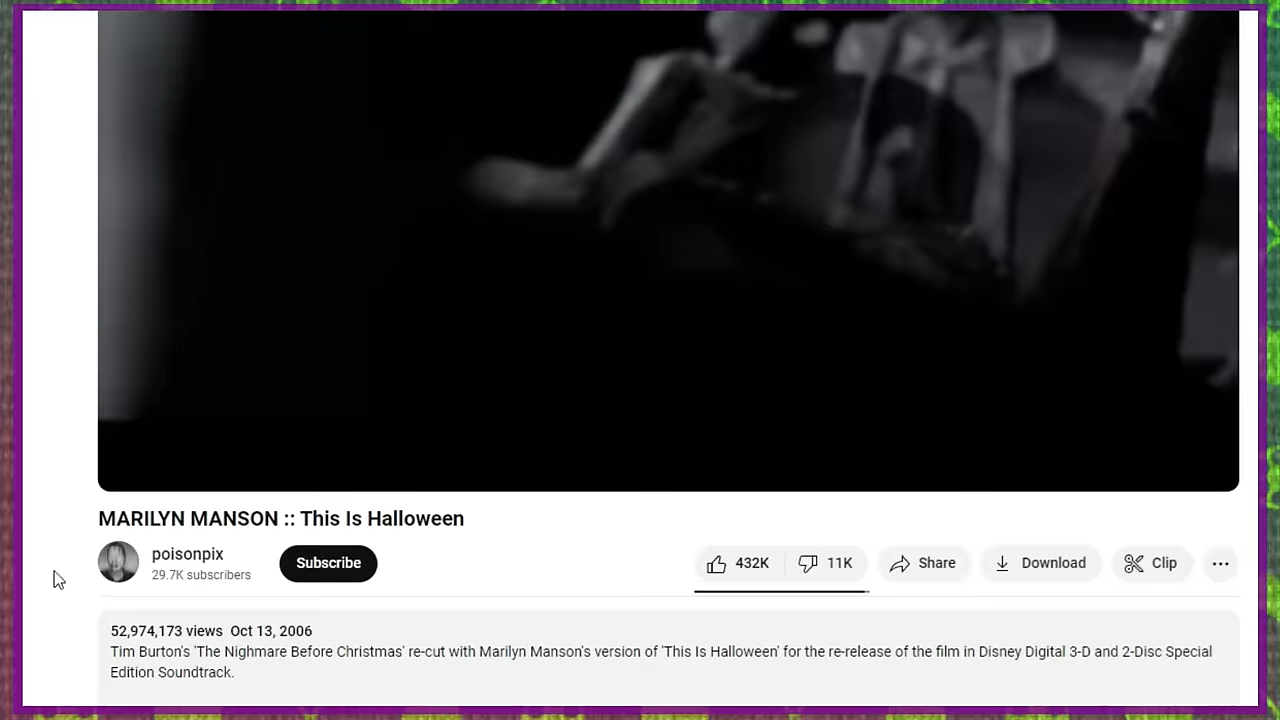 MARILYN MANSON :: This Is Halloween
poisonpix
29.7K subscribers
Subscribe
432K
11K
Share
Download
Clip
52,974,173 views Oct 13, 2006
Tim Burton's 'The Nighmare Before Christmas' re-cut with Marilyn Manson's version of 'This Is Halloween' for the re-release of the film in Disney Digital 3-D and 2-Disc Special
Edition Soundtrack.